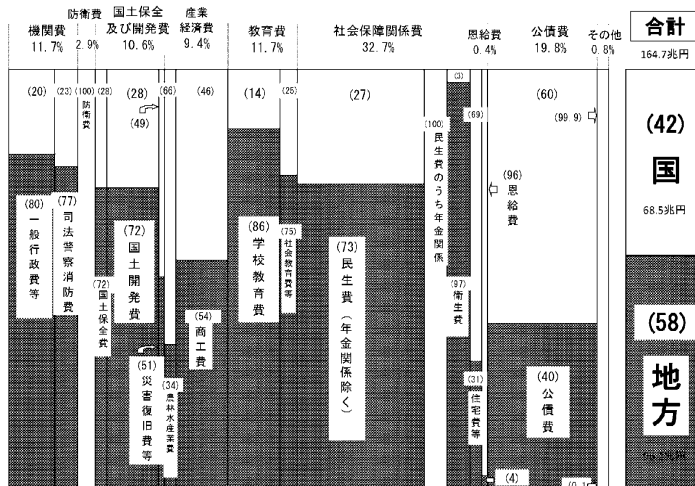 機関費
11.7%
防衛費
2.9%
国土保全
及び開発費
10.6%
産業
経済費
9.4%
教育費
11.7%
社会保障関係費
32.7%
恩給費
0.4%
公債費
19.8%
その他
0.8%
合計
164.7兆円
(20)
(23)
(100)
防衛費
(28)
(28)
(49)
(66)
(46)
(14)
(25)
(27)
(100)
民生費のうち年金関係
(3)
(69)
(96)
恩給費
(60)
(99.9)
(42)
国
68.5兆円
(80)
一般行政費等
(77)
司法警察消防費
(72)
国土保全費
(72)
国土開発費
(51)
災害復旧費等
(34)
農林水産業費
(54)
商工費
(86)
学校教育費
(75)
社会教育費等
(73)
民生費(年金関係除く)
(97)
衛生費
(31)
住宅費等
(4)
(40)
公債費
(58)
地方